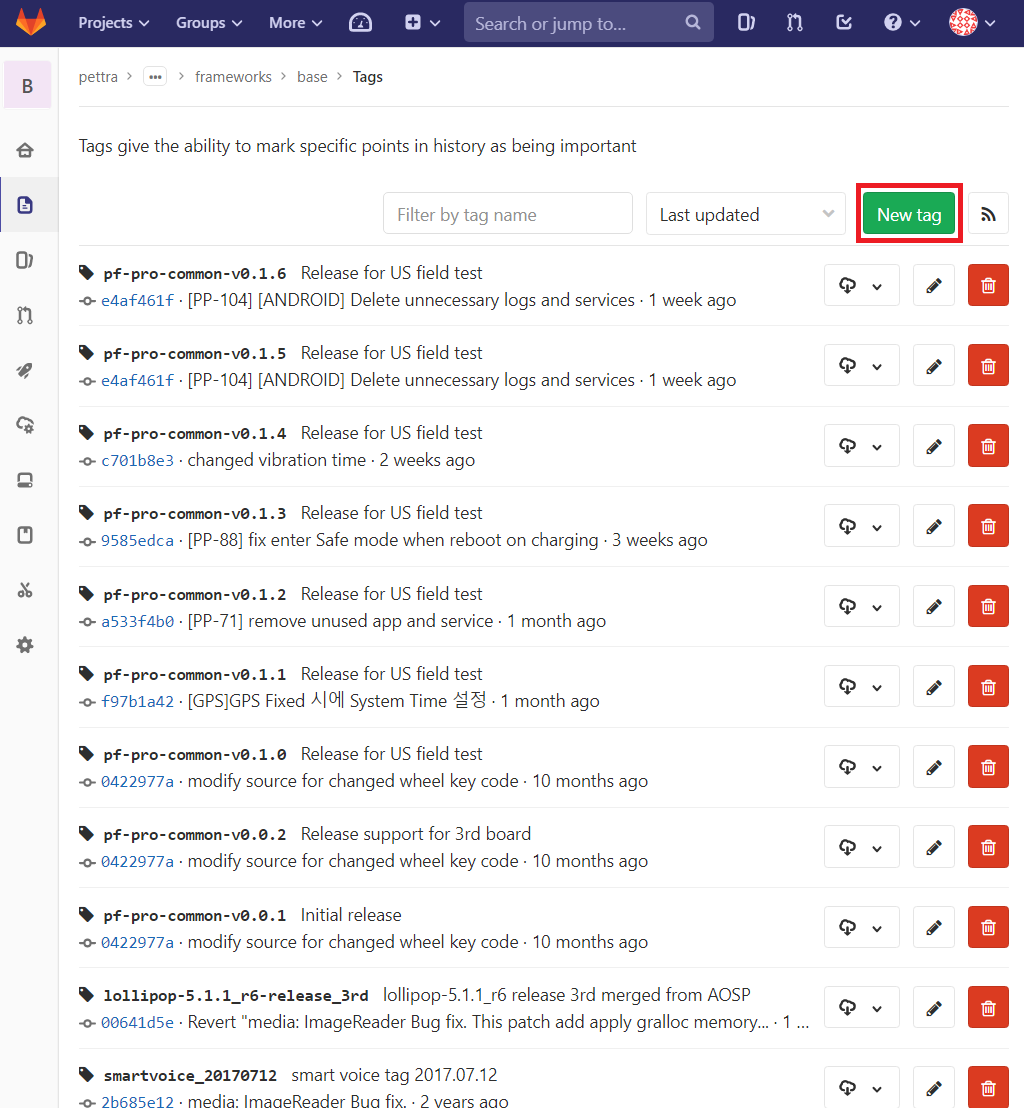 Projects Groups More Search or jump to...
B
pettra > ... > frameworks > base > Tags
Tags give the ability to mark specific points in history as being important
Filter by tag name Last updated New tag
pf-pro-common-v0.1.6 Release for US field test
e4af461f · [PP-104] [ANDROID] Delete unnecessary logs and services · 1 week ago
pf-pro-common-v0.1.5 Release for US field test
e4af461f · [PP-104] [ANDROID] Delete unnecessary logs and services · 1 week ago
pf-pro-common-v0.1.4 Release for US field test
c701b8e3 · changed vibration time · 2 weeks ago
pf-pro-common-v0.1.3 Release for US field test
9585edca · [PP-88] fix enter Safe mode when reboot on charging · 3 weeks ago
pf-pro-common-v0.1.2 Release for US field test
a533f4b0 · [PP-71] remove unused app and service · 1 month ago
pf-pro-common-v0.1.1 Release for US field test
f97b1a42 · [GPS]GPS Fixed 시에 System Time 설정 · 1 month ago
pf-pro-common-v0.1.0 Release for US field test
0422977a · modify source for changed wheel key code · 10 months ago
pf-pro-common-v0.0.2 Release support for 3rd board
0422977a · modify source for changed wheel key code · 10 months ago
pf-pro-common-v0.0.1 Initial release
0422977a · modify source for changed wheel key code · 10 months ago
lollipop-5.1.1_r6-release_3rd lollipop-5.1.1_r6 release 3rd merged from AOSP
00641d5e · Revert "media: ImageReader Bug fix. This patch add apply gralloc memory... · 1 ...
smartvoice_20170712 smart voice tag 2017.07.12
2b685e12 · media: ImageReader Bug fix. · 2 years ago